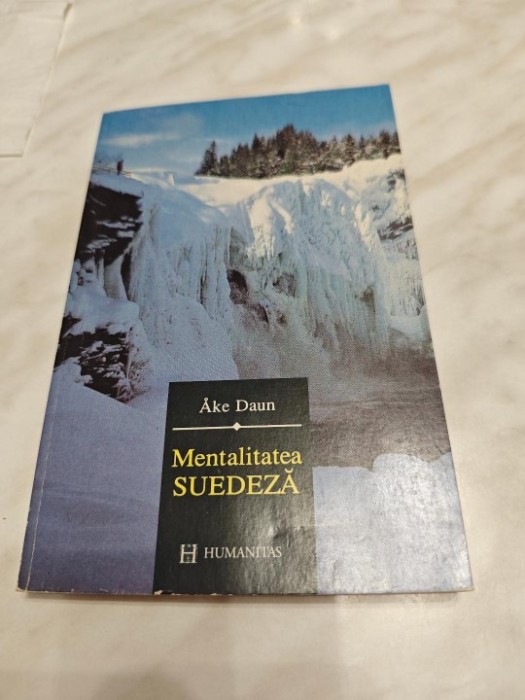 Åke Daun
Mentalitatea
SUEDEZĂ
HUMANITAS